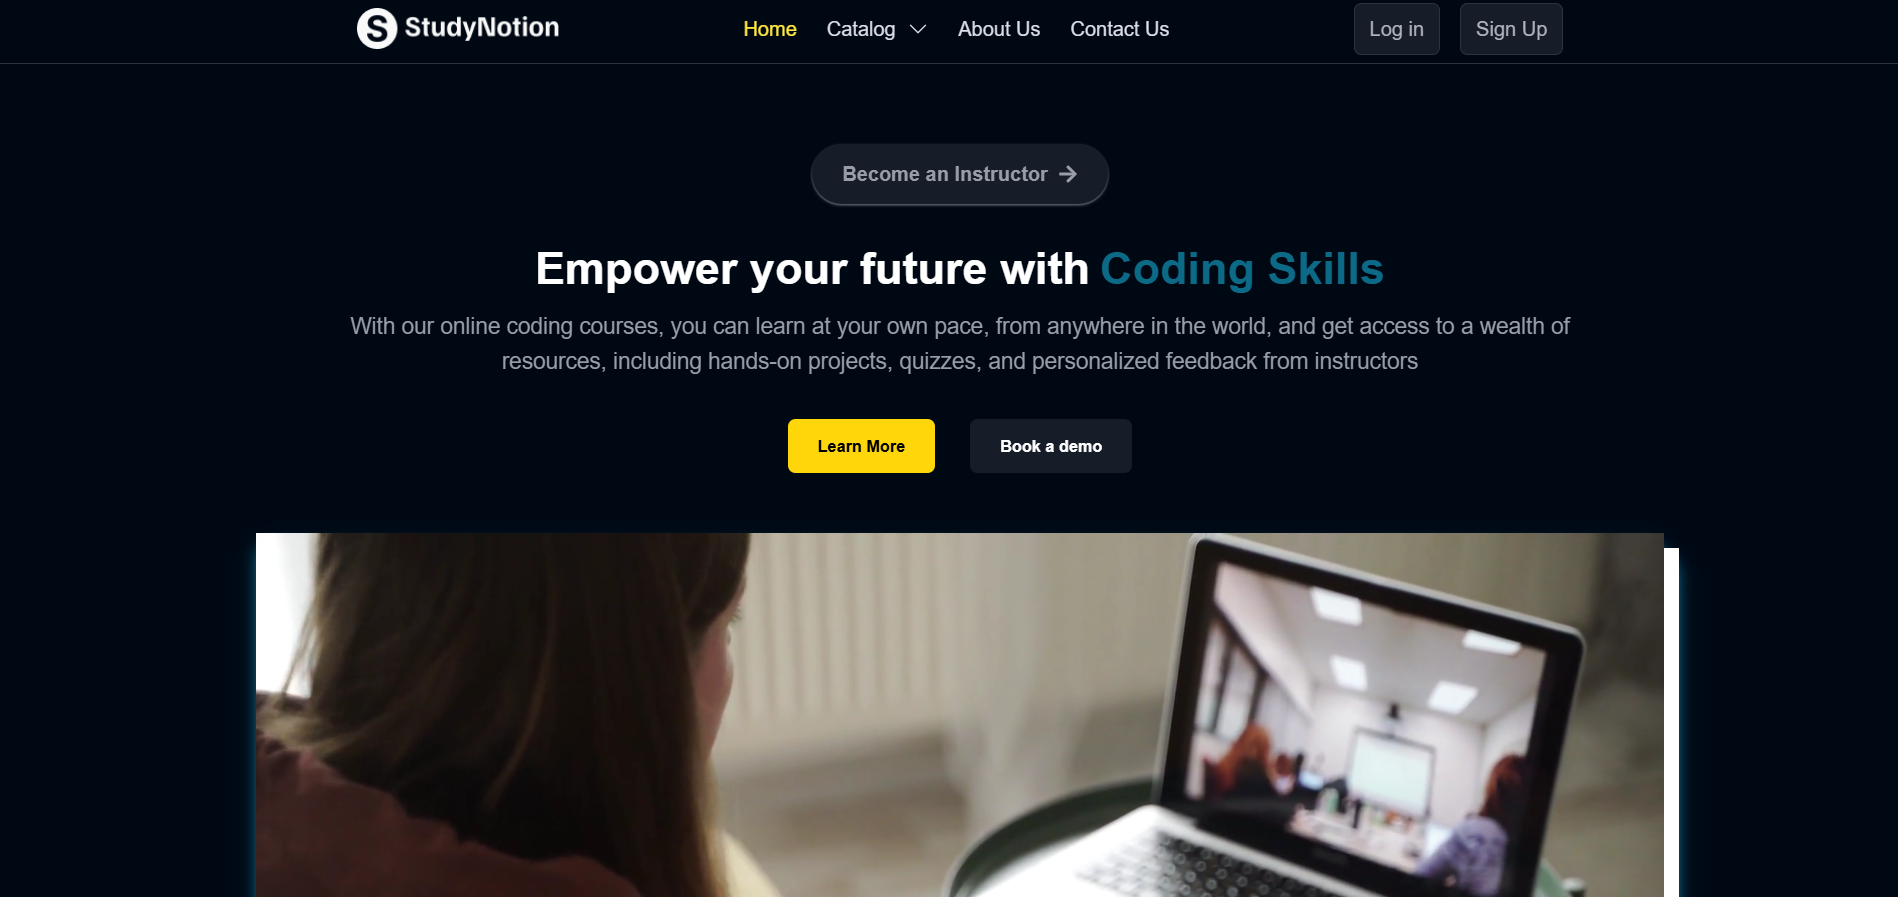 StudyNotion
Home
Catalog
About Us
Contact Us
Log in
Sign Up
Become an Instructor
Empower your future with Coding Skills
With our online coding courses, you can learn at your own pace, from anywhere in the world, and get access to a wealth of
resources, including hands-on projects, quizzes, and personalized feedback from instructors
Learn More
Book a demo